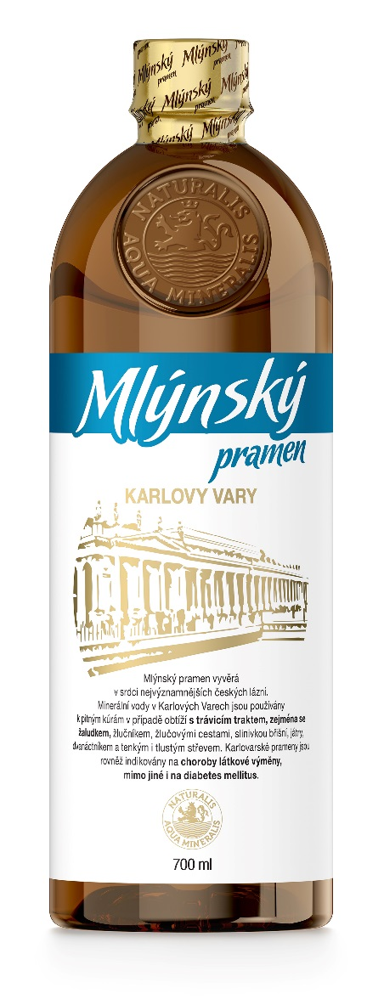 Mlýnský
pramen
Mlýnský
pramen
Mlýnský
NATURALIS
AQUA MINERALIS
Mlýnský
pramen
KARLOVY VARY
Mlýnský pramen vyvěrá
v srdci nejvýznamnějších českých lázní.
Minerální vody v Karlových Varech jsou používány
k pitným kúrám v případě obtíží s trávicím traktem, zejména se
žaludkem, žlučníkem, žlučovými cestami, slinivkou břišní, játry,
dvanáctníkem a tenkým i tlustým střevem. Karlovarské prameny jsou
rovněž indikovány na choroby látkové výměny,
mimo jiné i na diabetes mellitus.
NATURALIS
AQUA MINERALIS
700 ml